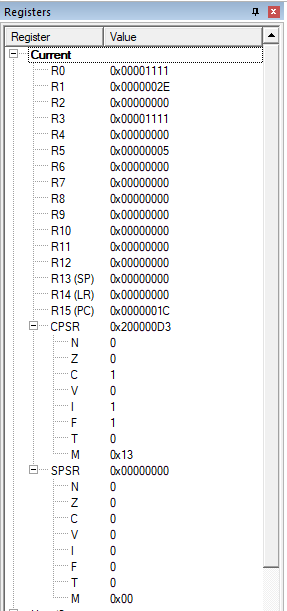 Registers
Register Value
Current
R0 0x00001111
R1 0x0000002E
R2 0x00000000
R3 0x00001111
R4 0x00000000
R5 0x00000005
R6 0x00000000
R7 0x00000000
R8 0x00000000
R9 0x00000000
R10 0x00000000
R11 0x00000000
R12 0x00000000
R13 (SP) 0x00000000
R14 (LR) 0x00000000
R15 (PC) 0x0000001C
CPSR 0x200000D3
N 0
Z 0
C 1
V 0
I 1
F 1
T 0
M 0x13
SPSR 0x00000000
N 0
Z 0
C 0
V 0
I 0
F 0
T 0
M 0x00